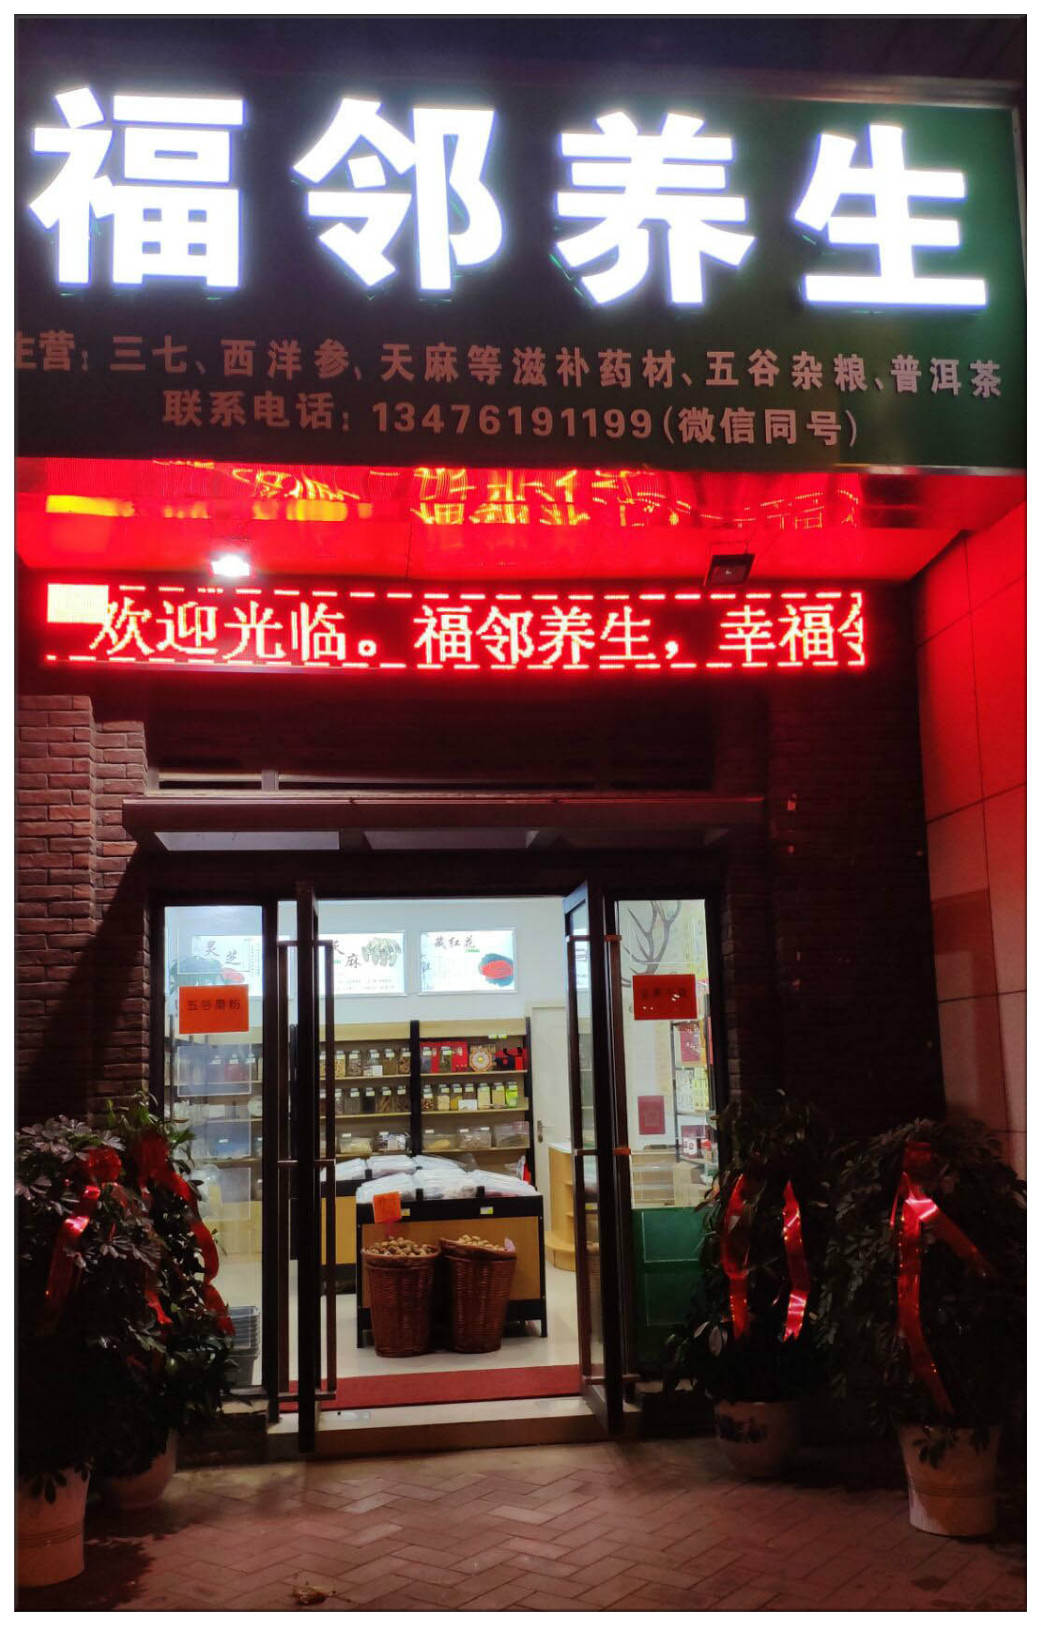 福邻养生
主营：三七、西洋参、天麻等滋补药材、五谷杂粮、普洱茶
联系电话：13476191199（微信同号）
欢迎光临。福邻养生，幸福
灵芝
天麻
藏红花
五谷磨粉